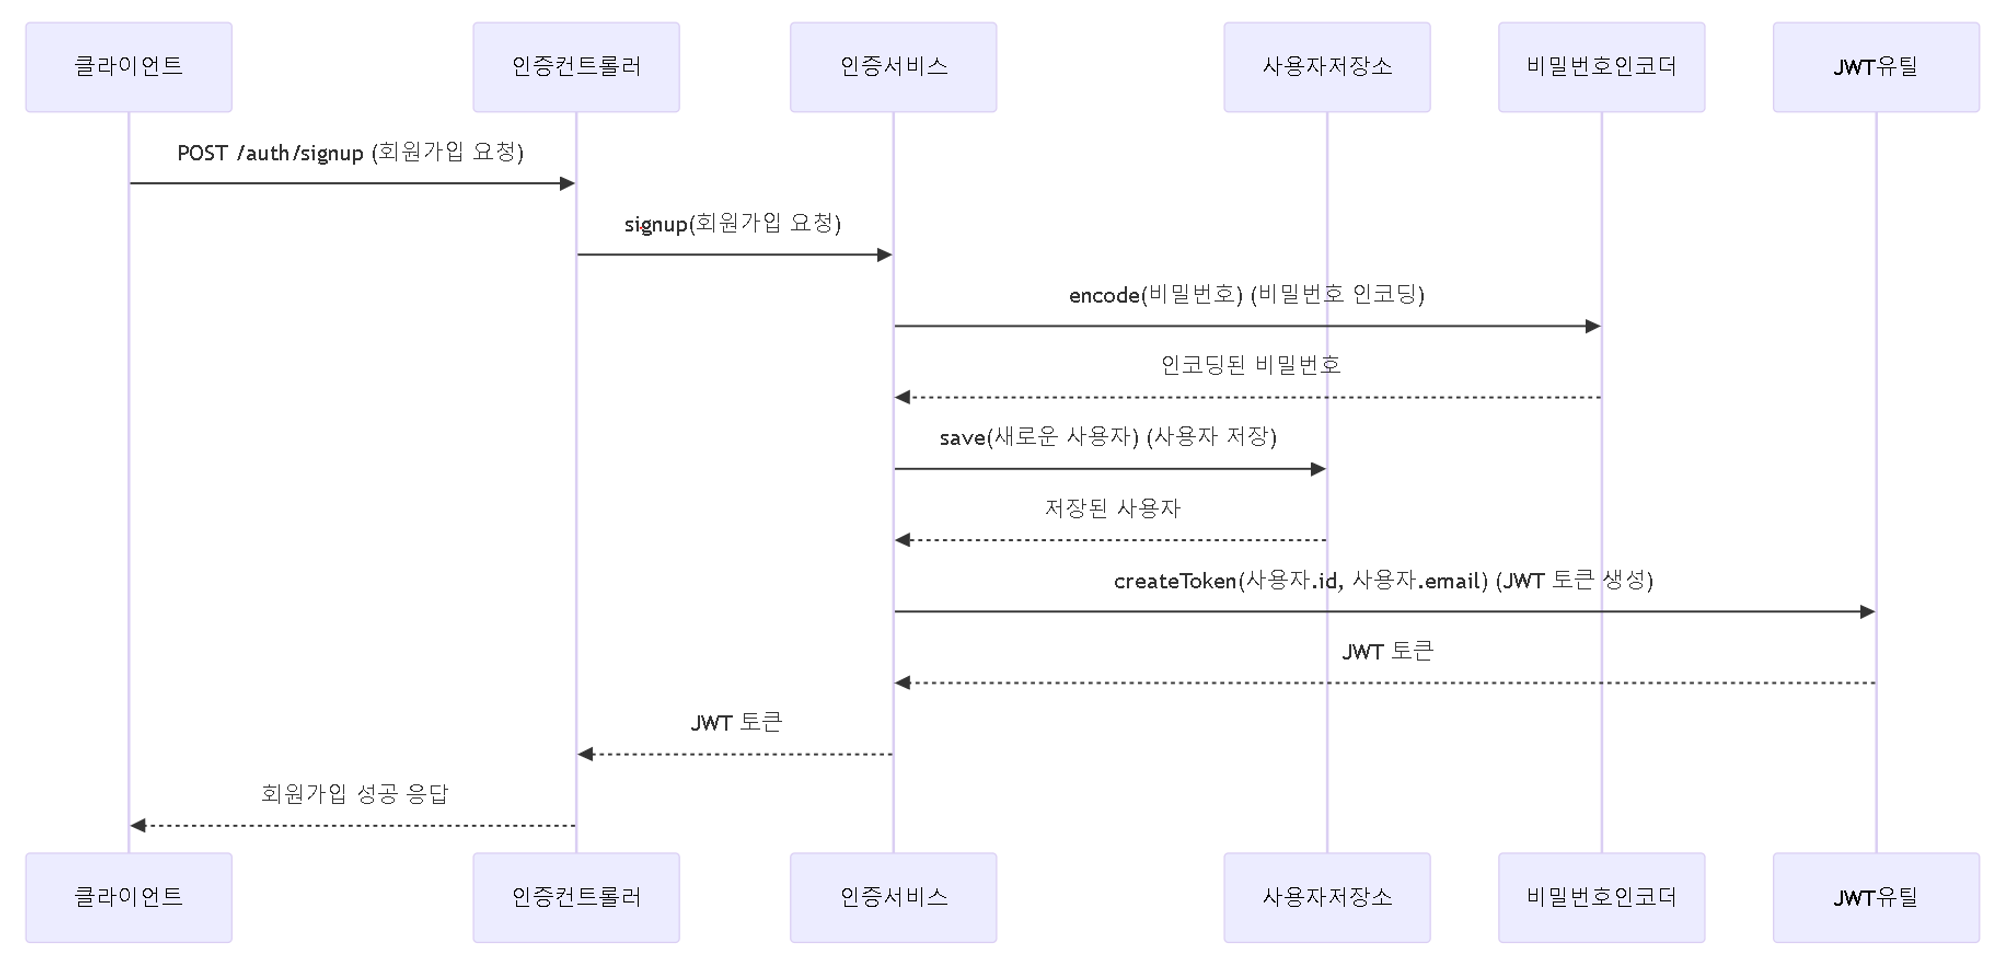 클라이언트
인증컨트롤러
인증서비스
사용자저장소
비밀번호인코더
JWT유틸
POST /auth/signup (회원가입 요청)
signup(회원가입 요청)
encode(비밀번호) (비밀번호 인코딩)
인코딩된 비밀번호
save(새로운 사용자) (사용자 저장)
저장된 사용자
createToken(사용자.id, 사용자.email) (JWT 토큰 생성)
JWT 토큰
JWT 토큰
회원가입 성공 응답
클라이언트
인증컨트롤러
인증서비스
사용자저장소
비밀번호인코더
JWT유틸